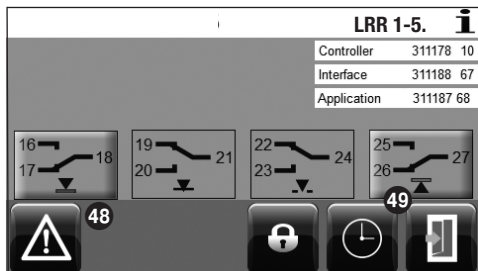 LRR 1-5. i
Controller 311178 10
Interface 311188 67
Application 311187 68
16 17 18
19 20 21
22 23 24
25 26 27
48
49